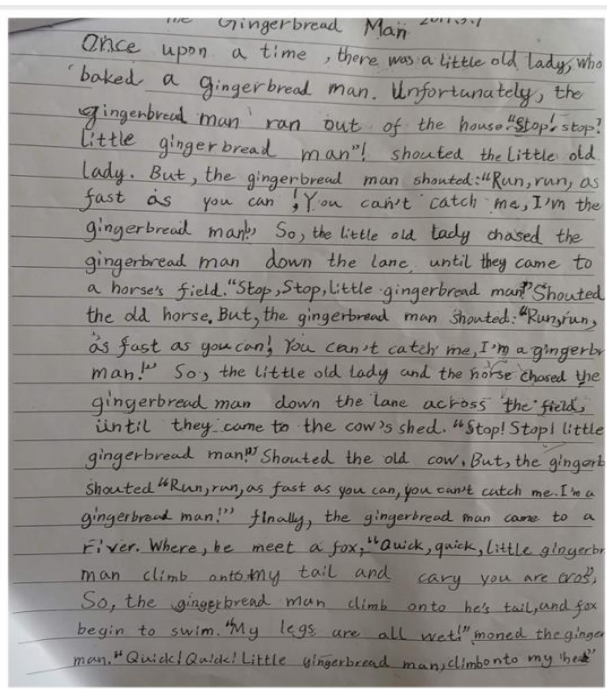 The Gingerbread Man 2011.3.1
Once upon a time , there was a little old lady, who
baked a gingerbread man. Unfortunately, the
gingenbread man ran out of the house. "Stop! stop!
Little gingerbread man"! shouted the little old
lady. But, the gingerbread man shouted: "Run, run, as
fast as you can ! You can't catch me, I'm the
gingerbread man!" So, the little old lady chased the
gingerbread man down the lane, until they came to
a horse's field. "Stop, Stop, little gingerbread man!" Shouted
the old horse. But, the gingerbread man shouted: "Run, run,
as fast as you can! You can't catch me, I'm a gingerbr
man!" So, the little old lady and the horse chased the
gingerbread man down the lane across the field,
until they came to the cow's shed. "Stop! Stop! little
gingerbread man!" Shouted the old cow. But, the gingerb
shouted "Run, run, as fast as you can, you can't catch me. I'm a
gingerbread man!" finally, the gingerbread man came to a
river. Where, he meet a fox, "Quick, quick, little gingerbr
man climb onto my tail and cary you are cros,
So, the gingerbread man climb onto he's tail, and fox
begin to swim. "My legs are all wet!" moned the ginger
man. "Quick! Quick! Little gingerbread man, climb onto my